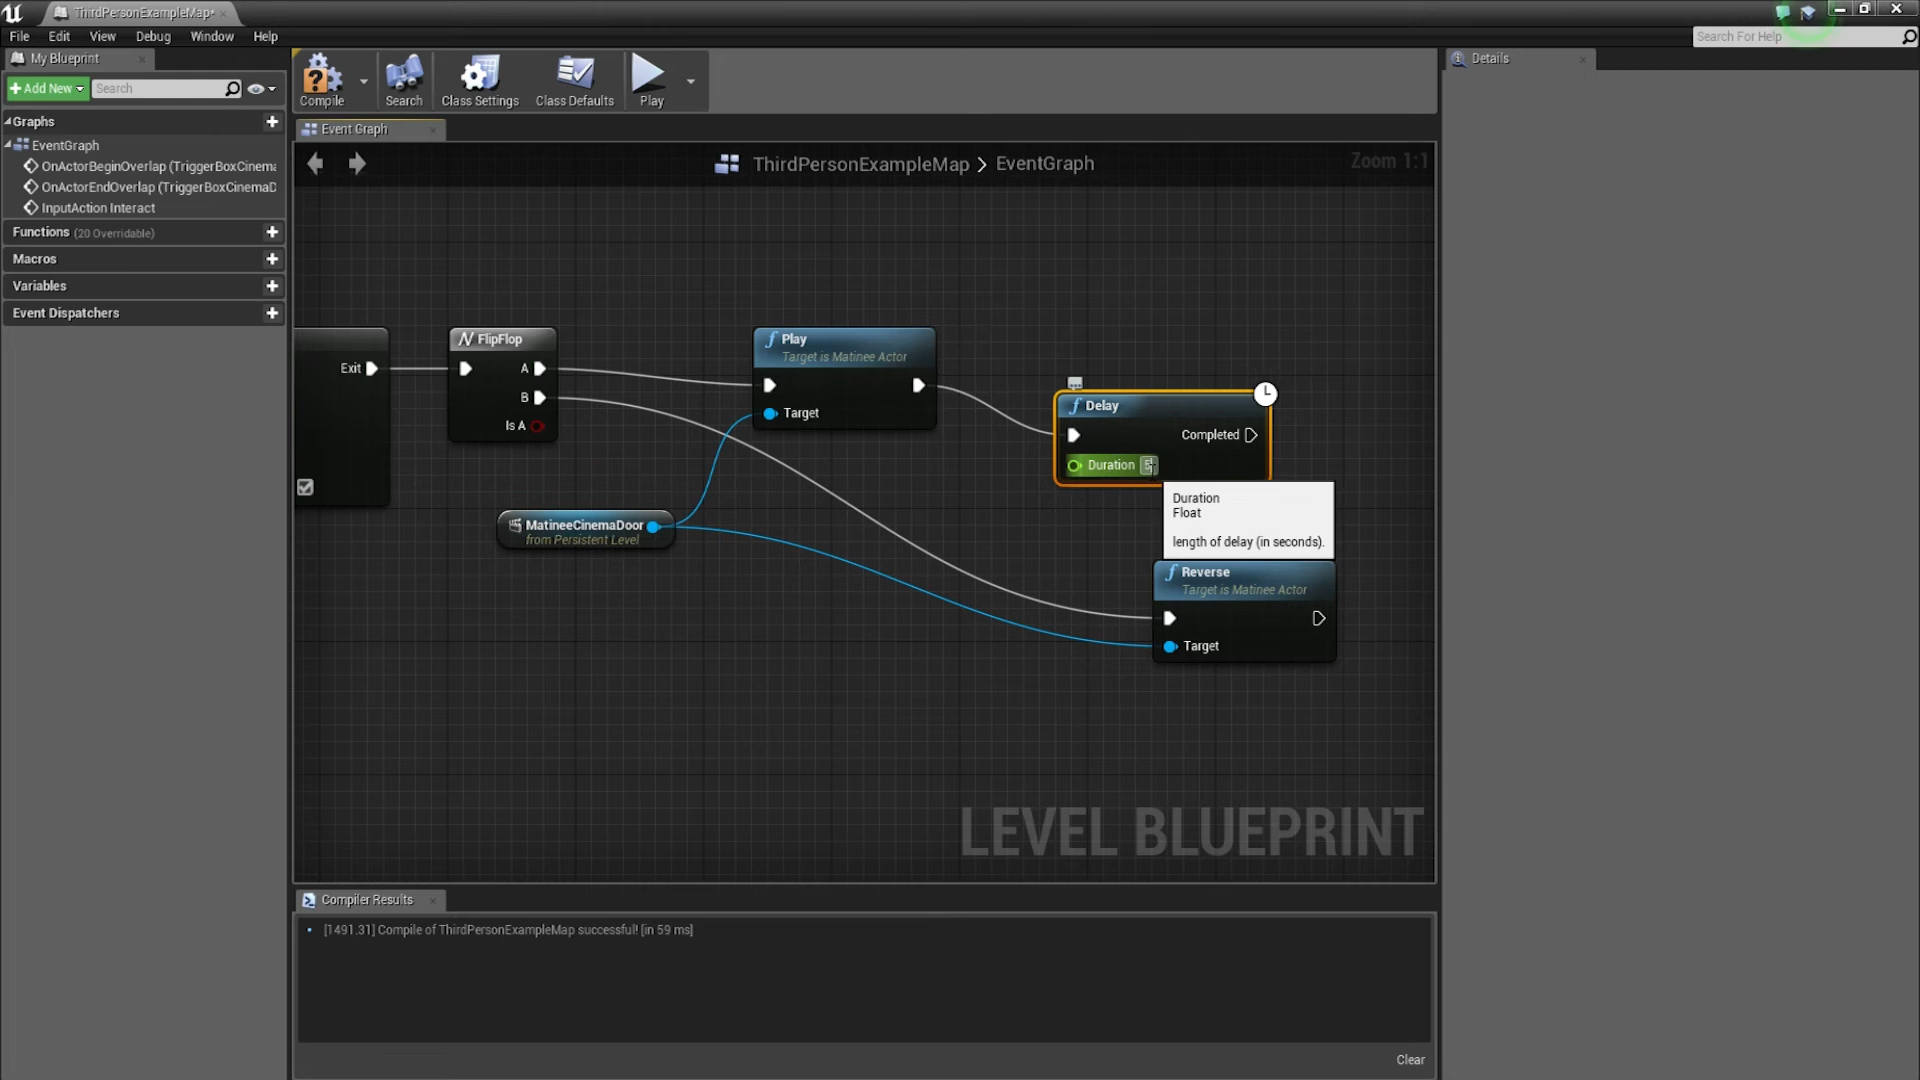 ThirdPersonExampleMap*
File Edit View Debug Window Help
Search For Help
My Blueprint
Add New
Search
Graphs
EventGraph
OnActorBeginOverlap (TriggerBoxCinema
OnActorEndOverlap (TriggerBoxCinemaD
InputAction Interact
Functions (20 Overridable)
Macros
Variables
Event Dispatchers
Compile
Search
Class Settings
Class Defaults
Play
Event Graph
ThirdPersonExampleMap > EventGraph
Zoom 1:1
Exit
FlipFlop
A
B
Is A
Play
Target is Matinee Actor
Target
MatineeCinemaDoor
from Persistent Level
Delay
Completed
Duration 5
Duration
Float
length of delay (in seconds).
Reverse
Target is Matinee Actor
Target
LEVEL BLUEPRINT
Compiler Results
[1491.31] Compile of ThirdPersonExampleMap successful! [in 59 ms]
Clear
Details